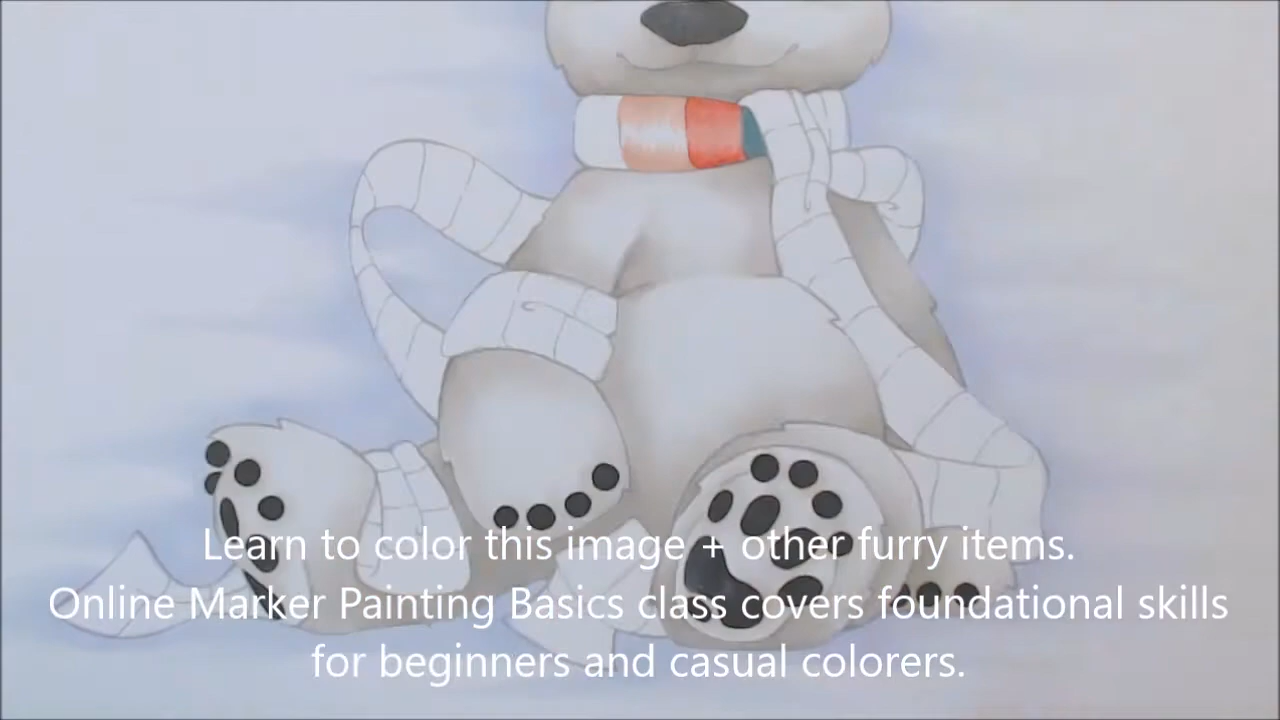 Learn to color this image + other furry items.
Online Marker Painting Basics class covers foundational skills
for beginners and casual colorers.